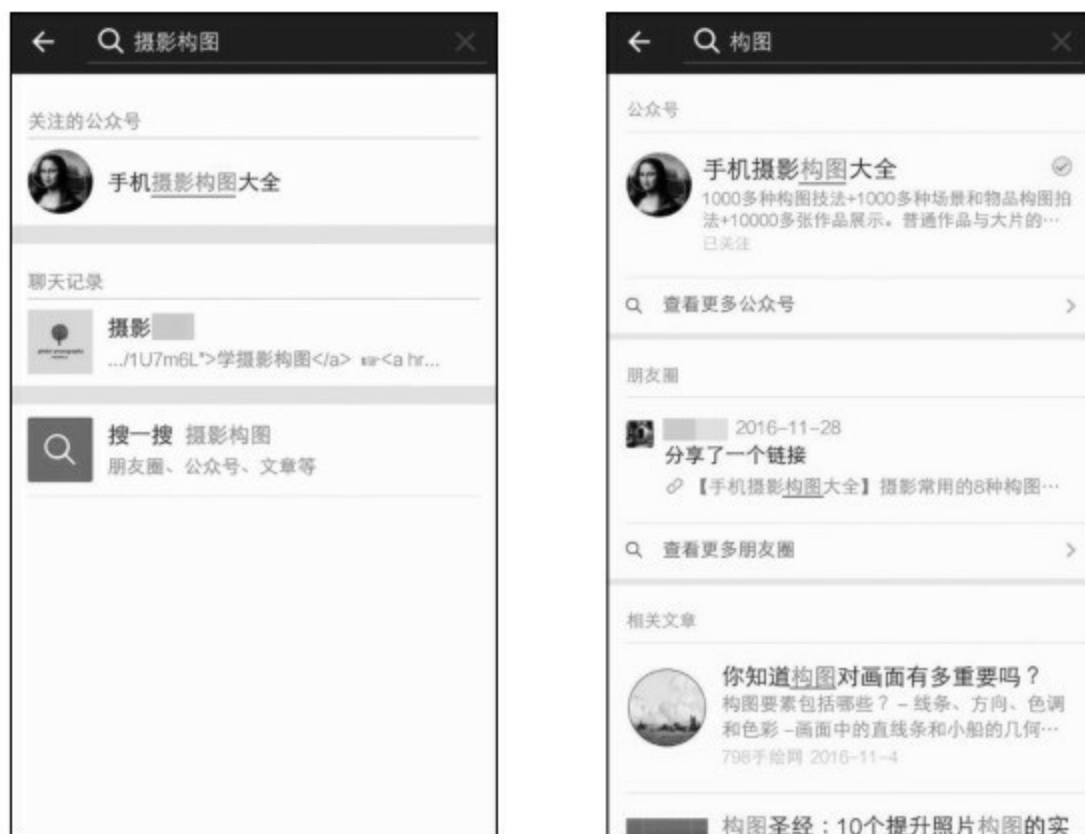 摄影构图
关注的公众号
手机摄影构图大全
聊天记录
摄影
.../1U7m6L">学摄影构图</a> ☞<a hr...
搜一搜 摄影构图
朋友圈、公众号、文章等
构图
公众号
手机摄影构图大全
1000多种构图技法+1000多种场景和物品构图拍
法+10000多张作品展示。普通作品与大片的…
已关注
查看更多公众号
朋友圈
2016-11-28
分享了一个链接
【手机摄影构图大全】摄影常用的8种构图…
查看更多朋友圈
相关文章
你知道构图对画面有多重要吗？
构图要素包括哪些？-线条、方向、色调
和色彩-画面中的直线条和小船的几何…
798手绘网 2016-11-4
构图圣经：10个提升照片构图的实